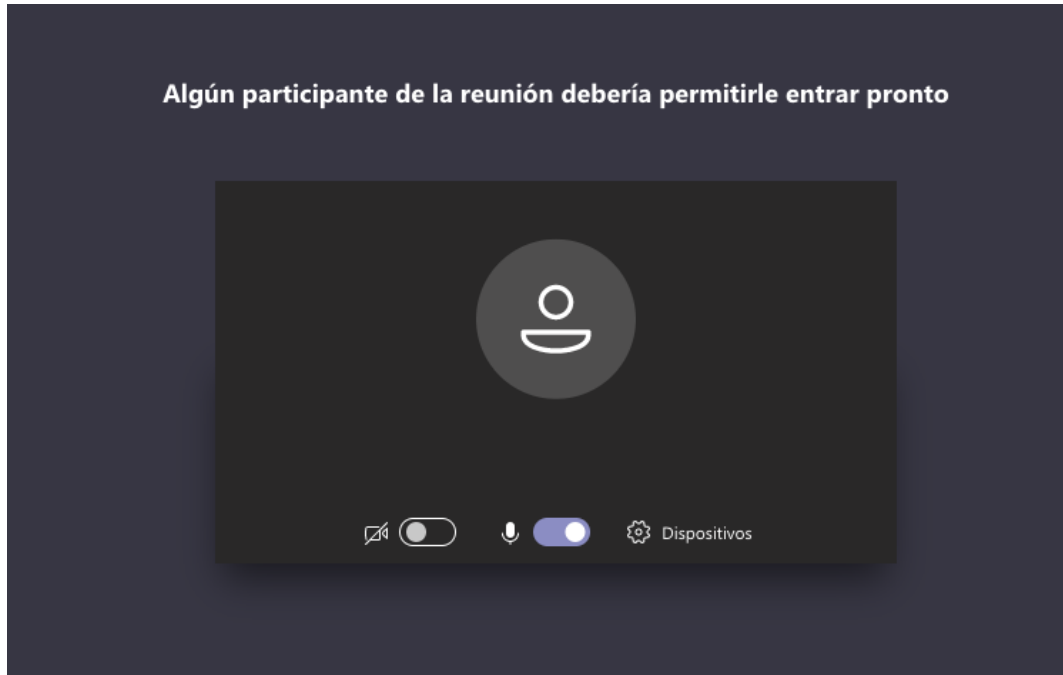 Algún participante de la reunión debería permitirle entrar pronto
Dispositivos